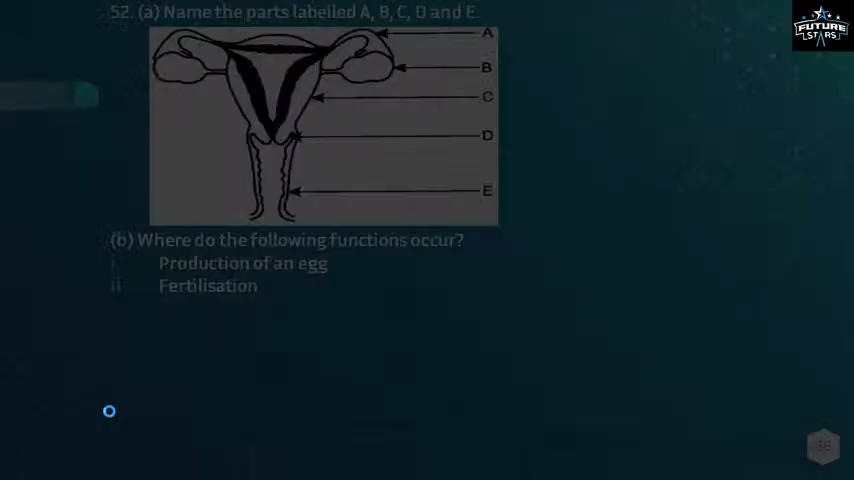 52. (a) Name the parts labelled A, B, C, D and E.
A
B
C
D
E
(b) Where do the following functions occur?
i. Production of an egg
ii. Fertilisation
FUTURE
STARS